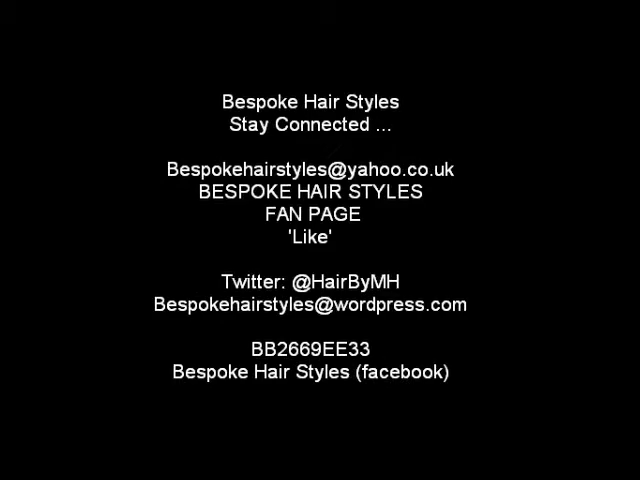 Bespoke Hair Styles
Stay Connected ...
Bespokehairstyles@yahoo.co.uk
BESPOKE HAIR STYLES
FAN PAGE
'Like'
Twitter: @HairByMH
Bespokehairstyles@wordpress.com
BB2669EE33
Bespoke Hair Styles (facebook)